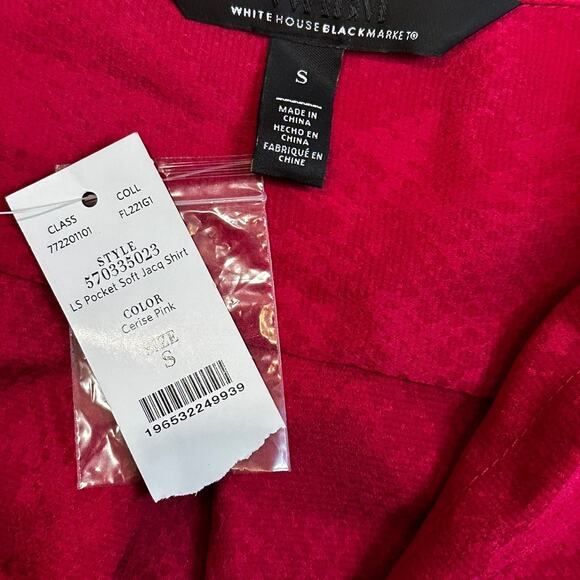 WHITE HOUSE BLACK MARKET®
S
MADE IN
CHINA
HECHO EN
CHINA
FABRIQUÉ EN
CHINE
CLASS
772201101
COLL
FL221G1
STYLE
570335023
LS Pocket Soft Jacq Shirt
COLOR
Cerise Pink
SIZE
S
196532249939